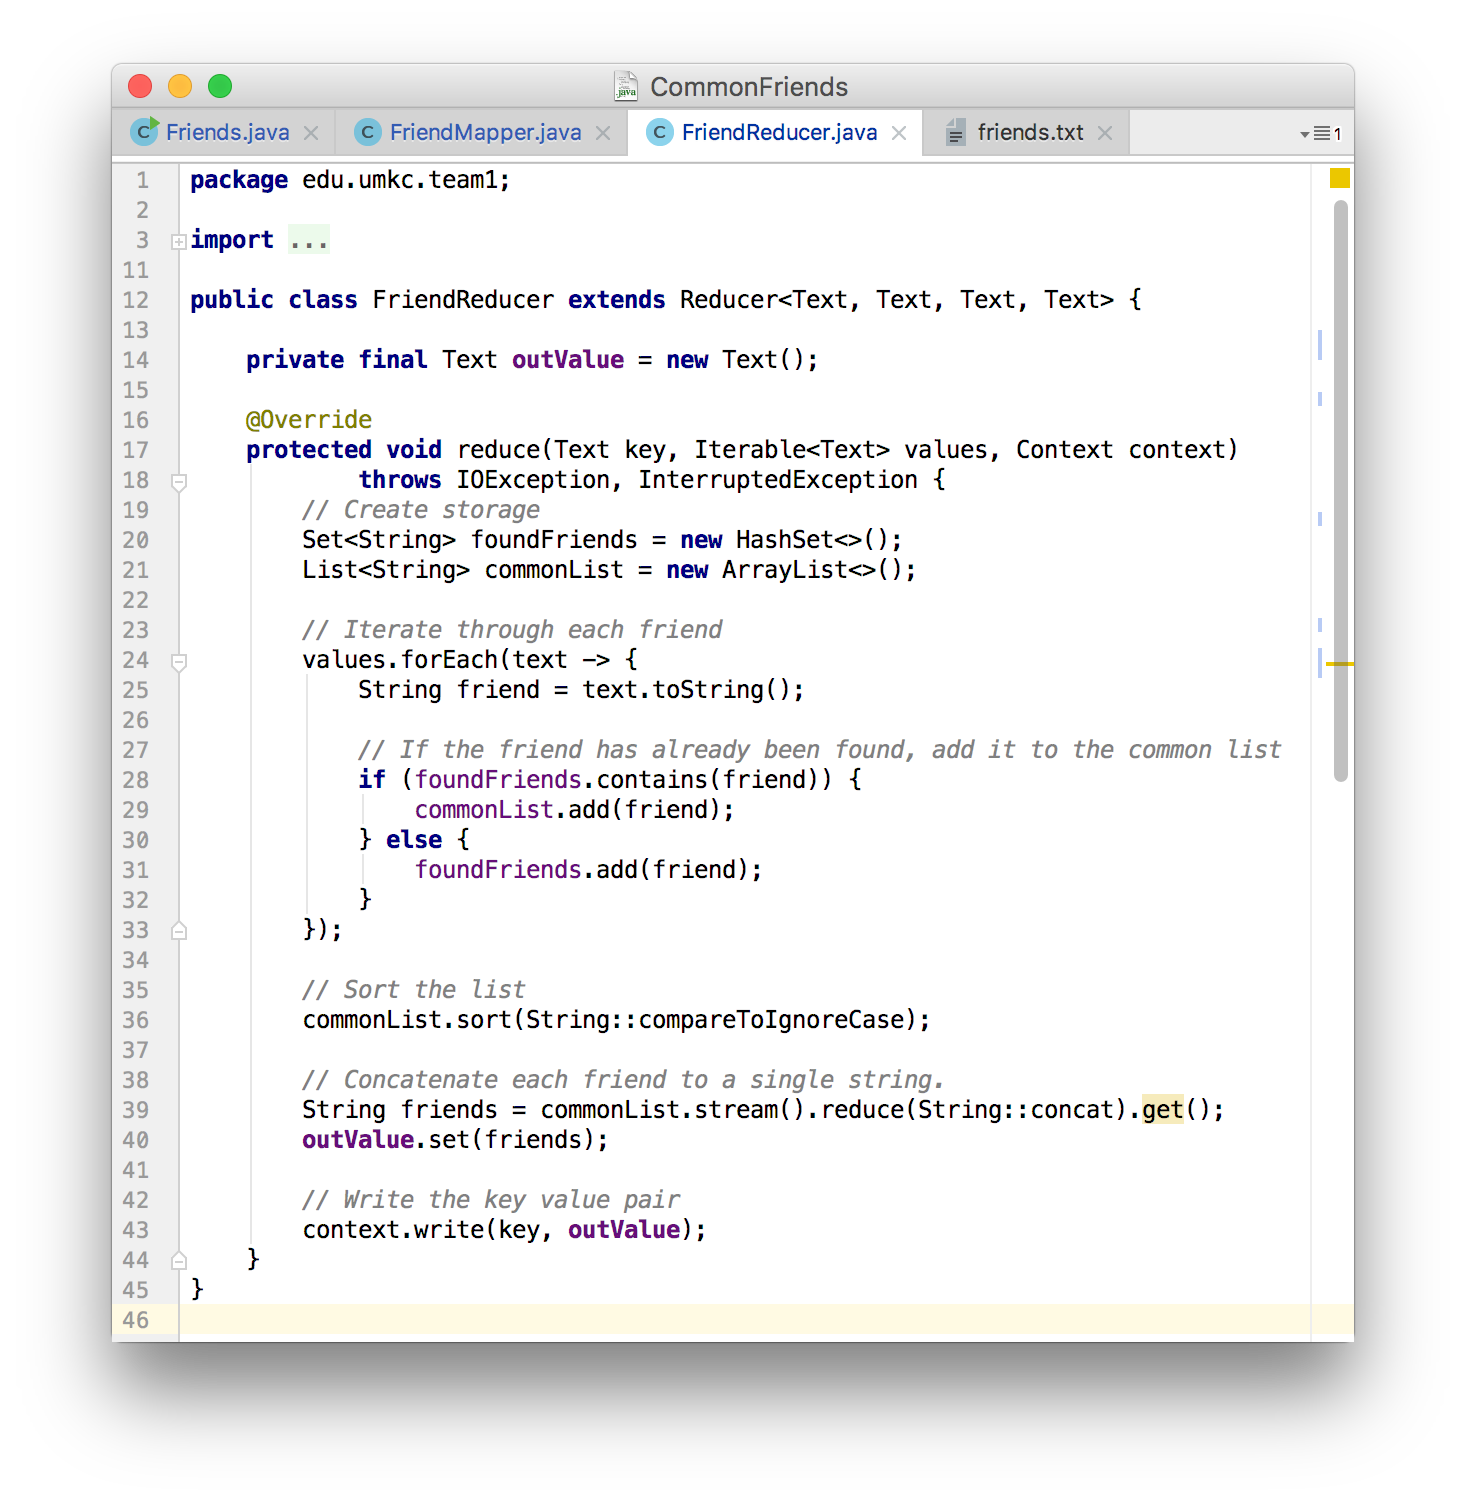 CommonFriends
Friends.java FriendMapper.java FriendReducer.java friends.txt 1
1 package edu.umkc.team1;
2
3 import ...
11
12 public class FriendReducer extends Reducer<Text, Text, Text, Text> {
13
14     private final Text outValue = new Text();
15
16     @Override
17     protected void reduce(Text key, Iterable<Text> values, Context context)
18             throws IOException, InterruptedException {
19         // Create storage
20         Set<String> foundFriends = new HashSet<>();
21         List<String> commonList = new ArrayList<>();
22
23         // Iterate through each friend
24         values.forEach(text -> {
25             String friend = text.toString();
26
27             // If the friend has already been found, add it to the common list
28             if (foundFriends.contains(friend)) {
29                 commonList.add(friend);
30             } else {
31                 foundFriends.add(friend);
32             }
33         });
34
35         // Sort the list
36         commonList.sort(String::compareToIgnoreCase);
37
38         // Concatenate each friend to a single string.
39         String friends = commonList.stream().reduce(String::concat).get();
40         outValue.set(friends);
41
42         // Write the key value pair
43         context.write(key, outValue);
44     }
45 }
46